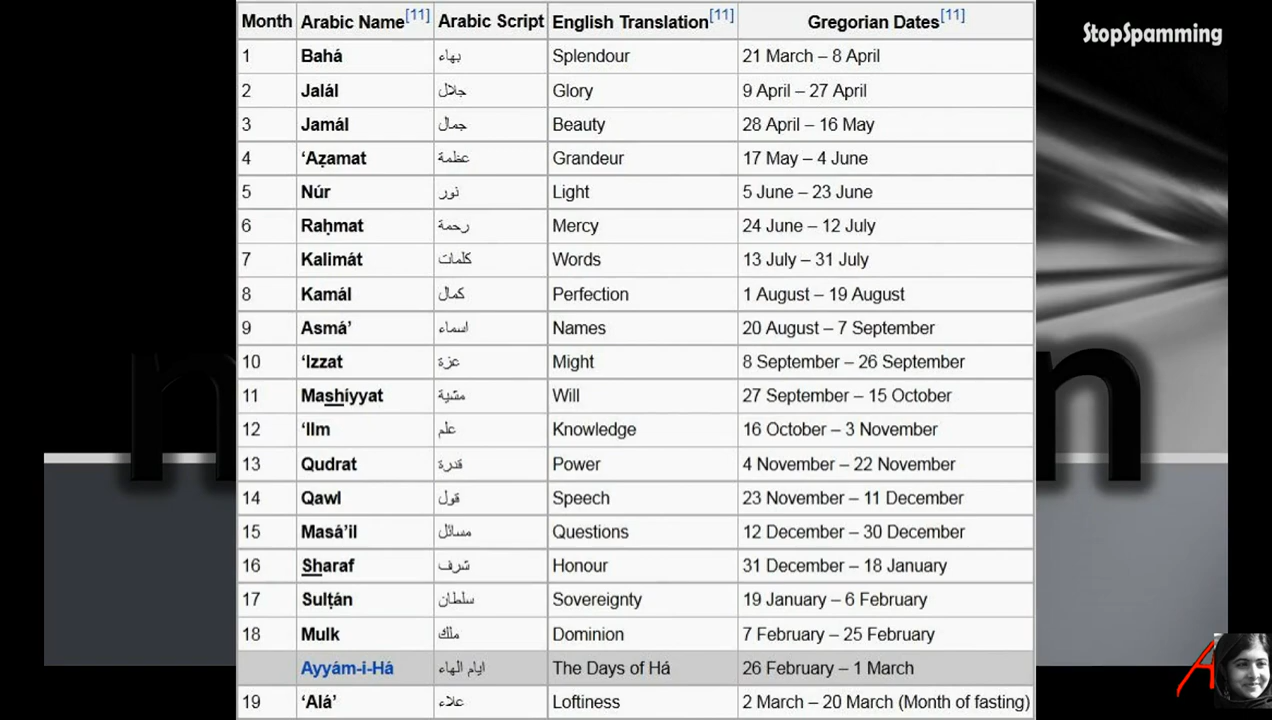 Month Arabic Name[11] Arabic Script English Translation[11] Gregorian Dates[11]
StopSpamming
1 Bahá بهاء Splendour 21 March – 8 April
2 Jalál جلال Glory 9 April – 27 April
3 Jamál جمال Beauty 28 April – 16 May
4 ‘Aẓamat عظمة Grandeur 17 May – 4 June
5 Núr نور Light 5 June – 23 June
6 Raḥmat رحمة Mercy 24 June – 12 July
7 Kalimát كلمات Words 13 July – 31 July
8 Kamál كمال Perfection 1 August – 19 August
9 Asmá’ اسماء Names 20 August – 7 September
10 ‘Izzat عزة Might 8 September – 26 September
11 Mashíyyat مشية Will 27 September – 15 October
12 ‘Ilm علم Knowledge 16 October – 3 November
13 Qudrat قدرة Power 4 November – 22 November
14 Qawl قول Speech 23 November – 11 December
15 Masá’il مسائل Questions 12 December – 30 December
16 Sharaf شرف Honour 31 December – 18 January
17 Sulṭán سلطان Sovereignty 19 January – 6 February
18 Mulk ملك Dominion 7 February – 25 February
Ayyám-i-Há ايام الهاء The Days of Há 26 February – 1 March
19 ‘Alá’ علاء Loftiness 2 March – 20 March (Month of fasting)